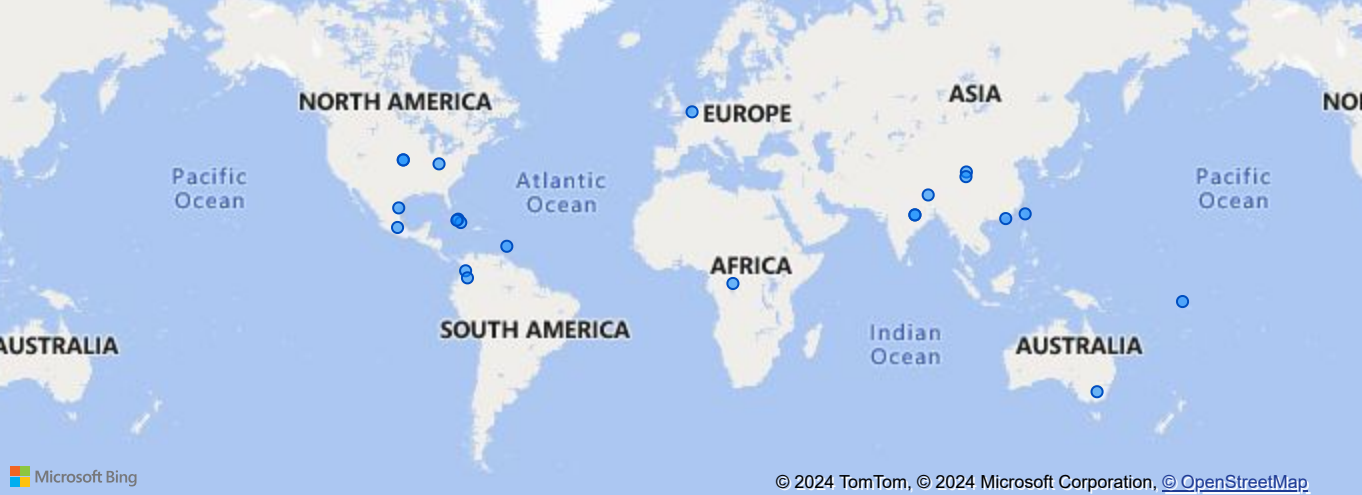 NORTH AMERICA
EUROPE
ASIA
NO
Pacific
Ocean
Atlantic
Ocean
Pacific
Ocean
AFRICA
SOUTH AMERICA
Indian
Ocean
AUSTRALIA
AUSTRALIA
Microsoft Bing
© 2024 TomTom, © 2024 Microsoft Corporation, © OpenStreetMap